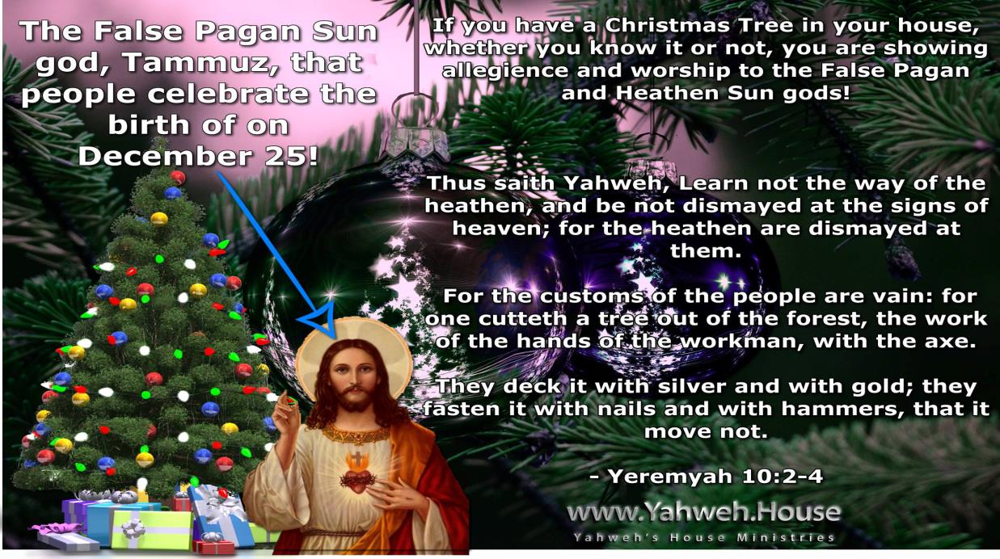 The False Pagan Sun
god, Tammuz, that
people celebrate the
birth of on
December 25!
If you have a Christmas Tree in your house,
whether you know it or not, you are showing
allegience and worship to the False Pagan
and Heathen Sun gods!
Thus saith Yahweh, Learn not the way of the
heathen, and be not dismayed at the signs of
heaven; for the heathen are dismayed at
them.
For the customs of the people are vain: for
one cutteth a tree out of the forest, the work
of the hands of the workman, with the axe.
They deck it with silver and with gold; they
fasten it with nails and with hammers, that it
move not.
- Yeremyah 10:2-4
www.Yahweh.House
Yahweh's House Ministries